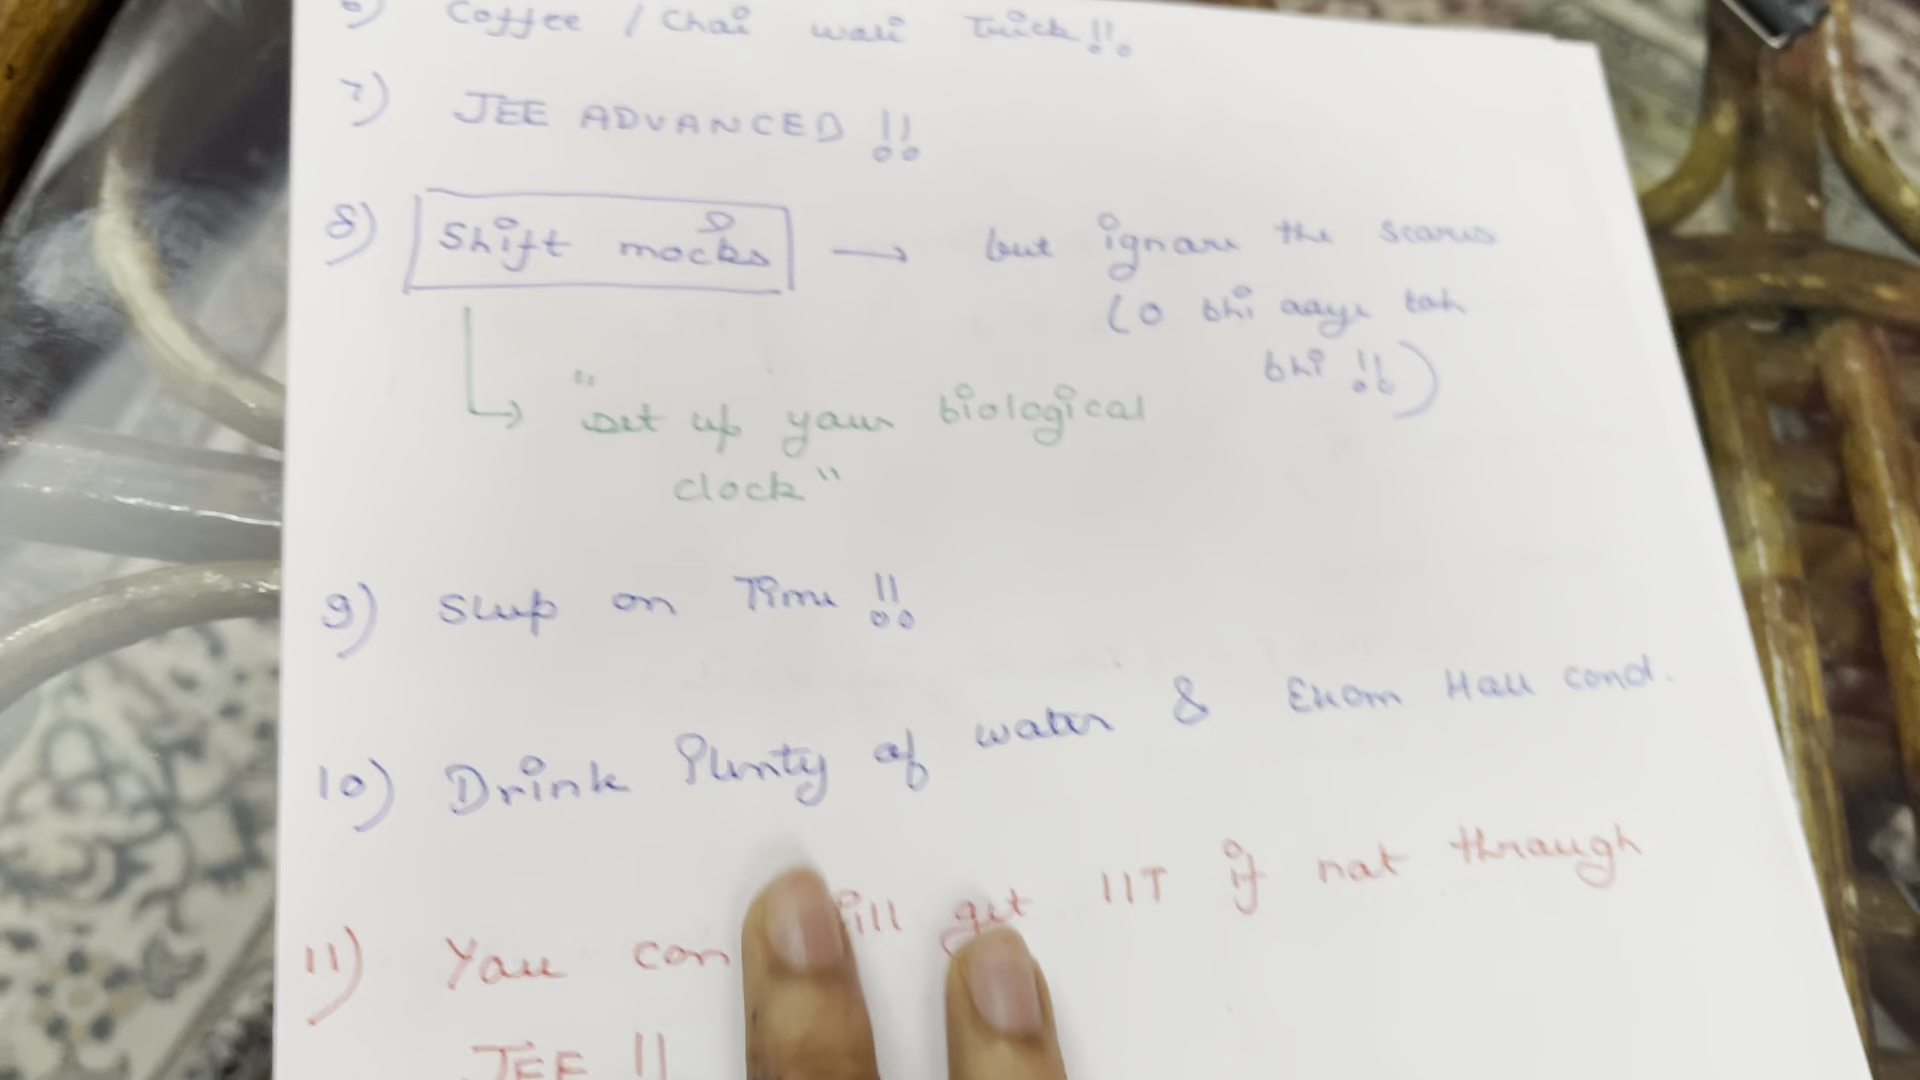 6) Coffee / Chai wali Trick!!
7) JEE ADVANCED !!
8) Shift mocks → but ignore the scores
(0 bhi aaye tab
bhi !!)
"set up your biological
clock"
9) Sleep on Time !!
10) Drink Plenty of water & Exam Hall cond.
11) You can still get IIT if not through
JEE !!